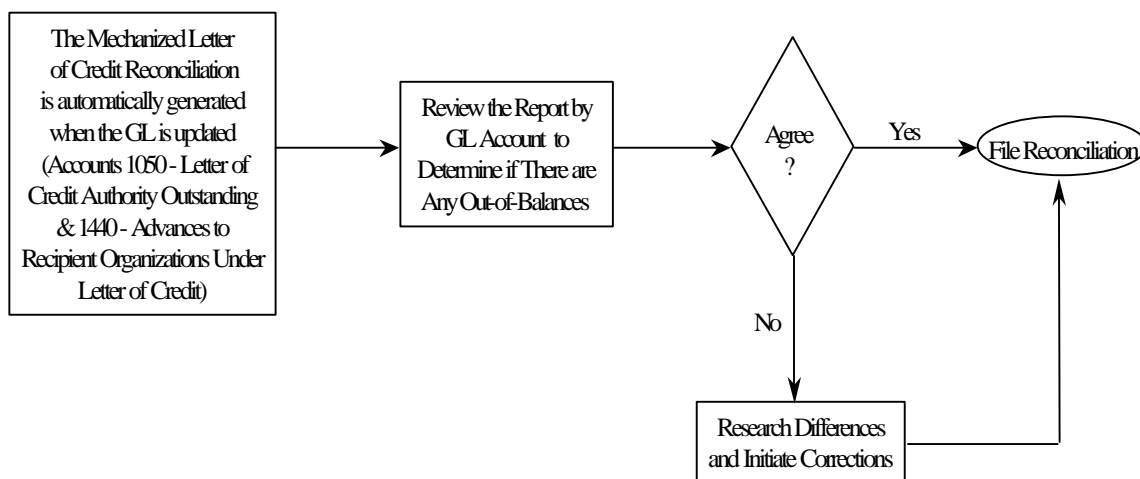 The Mechanized Letter
of Credit Reconciliation
is automatically generated
when the GL is updated
(Accounts 1050 - Letter of
Credit Authority Outstanding
& 1440 - Advances to
Recipient Organizations Under
Letter of Credit)
Review the Report by
GL Account to
Determine if There are
Any Out-of-Balances
Agree
?
Yes
File Reconciliation
No
Research Differences
and Initiate Corrections